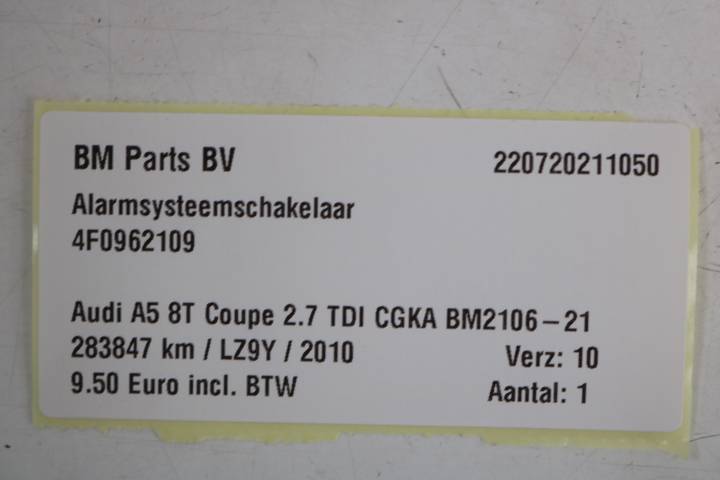 BM Parts BV 220720211050
Alarmsysteemschakelaar
4F0962109
Audi A5 8T Coupe 2.7 TDI CGKA BM2106-21
283847 km / LZ9Y / 2010 Verz: 10
9.50 Euro incl. BTW Aantal: 1